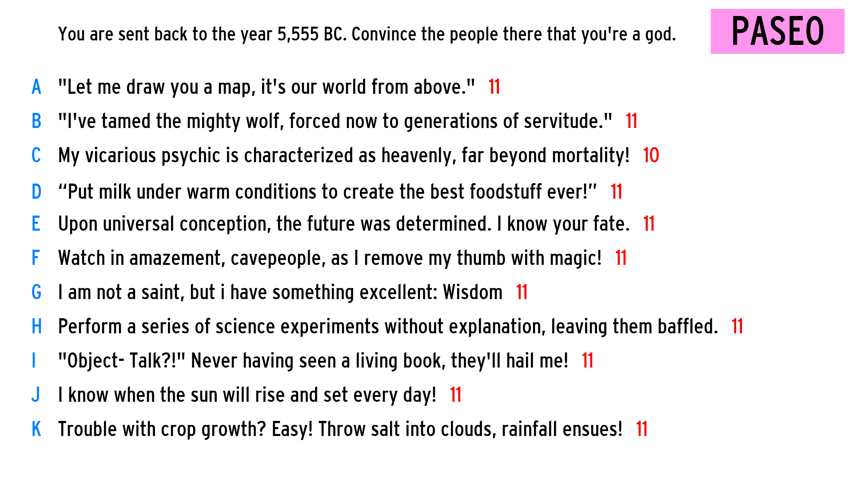 You are sent back to the year 5,555 BC. Convince the people there that you're a god.
PASEO
A "Let me draw you a map, it's our world from above." 11
B "I've tamed the mighty wolf, forced now to generations of servitude." 11
C My vicarious psychic is characterized as heavenly, far beyond mortality! 10
D “Put milk under warm conditions to create the best foodstuff ever!” 11
E Upon universal conception, the future was determined. I know your fate. 11
F Watch in amazement, cavepeople, as I remove my thumb with magic! 11
G I am not a saint, but i have something excellent: Wisdom 11
H Perform a series of science experiments without explanation, leaving them baffled. 11
I "Object- Talk?!" Never having seen a living book, they'll hail me! 11
J I know when the sun will rise and set every day! 11
K Trouble with crop growth? Easy! Throw salt into clouds, rainfall ensues! 11